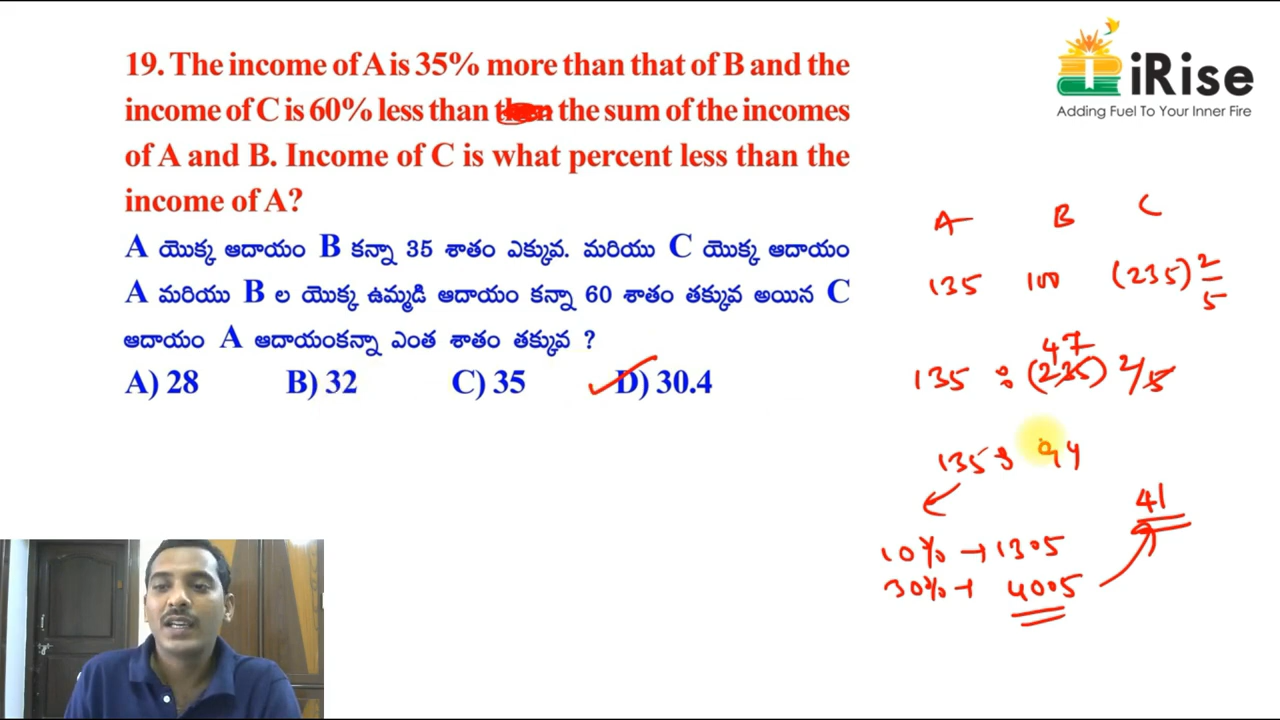 19. The income of A is 35% more than that of B and the
income of C is 60% less than the sum of the incomes
of A and B. Income of C is what percent less than the
income of A?
A యొక్క ఆదాయం B కన్నా 35 శాతం ఎక్కువ. మరియు C యొక్క ఆదాయం
A మరియు B ల యొక్క ఉమ్మడి ఆదాయం కన్నా 60 శాతం తక్కువ అయిన C
ఆదాయం A ఆదాయంకన్నా ఎంత శాతం తక్కువ ?
A) 28 B) 32 C) 35 D) 30.4
iRise
Adding Fuel To Your Inner Fire
A B C
135 100 (235) 2/5
47
135 : (235) 2/5
135 : 94
41
10% → 13.5
30% → 40.5